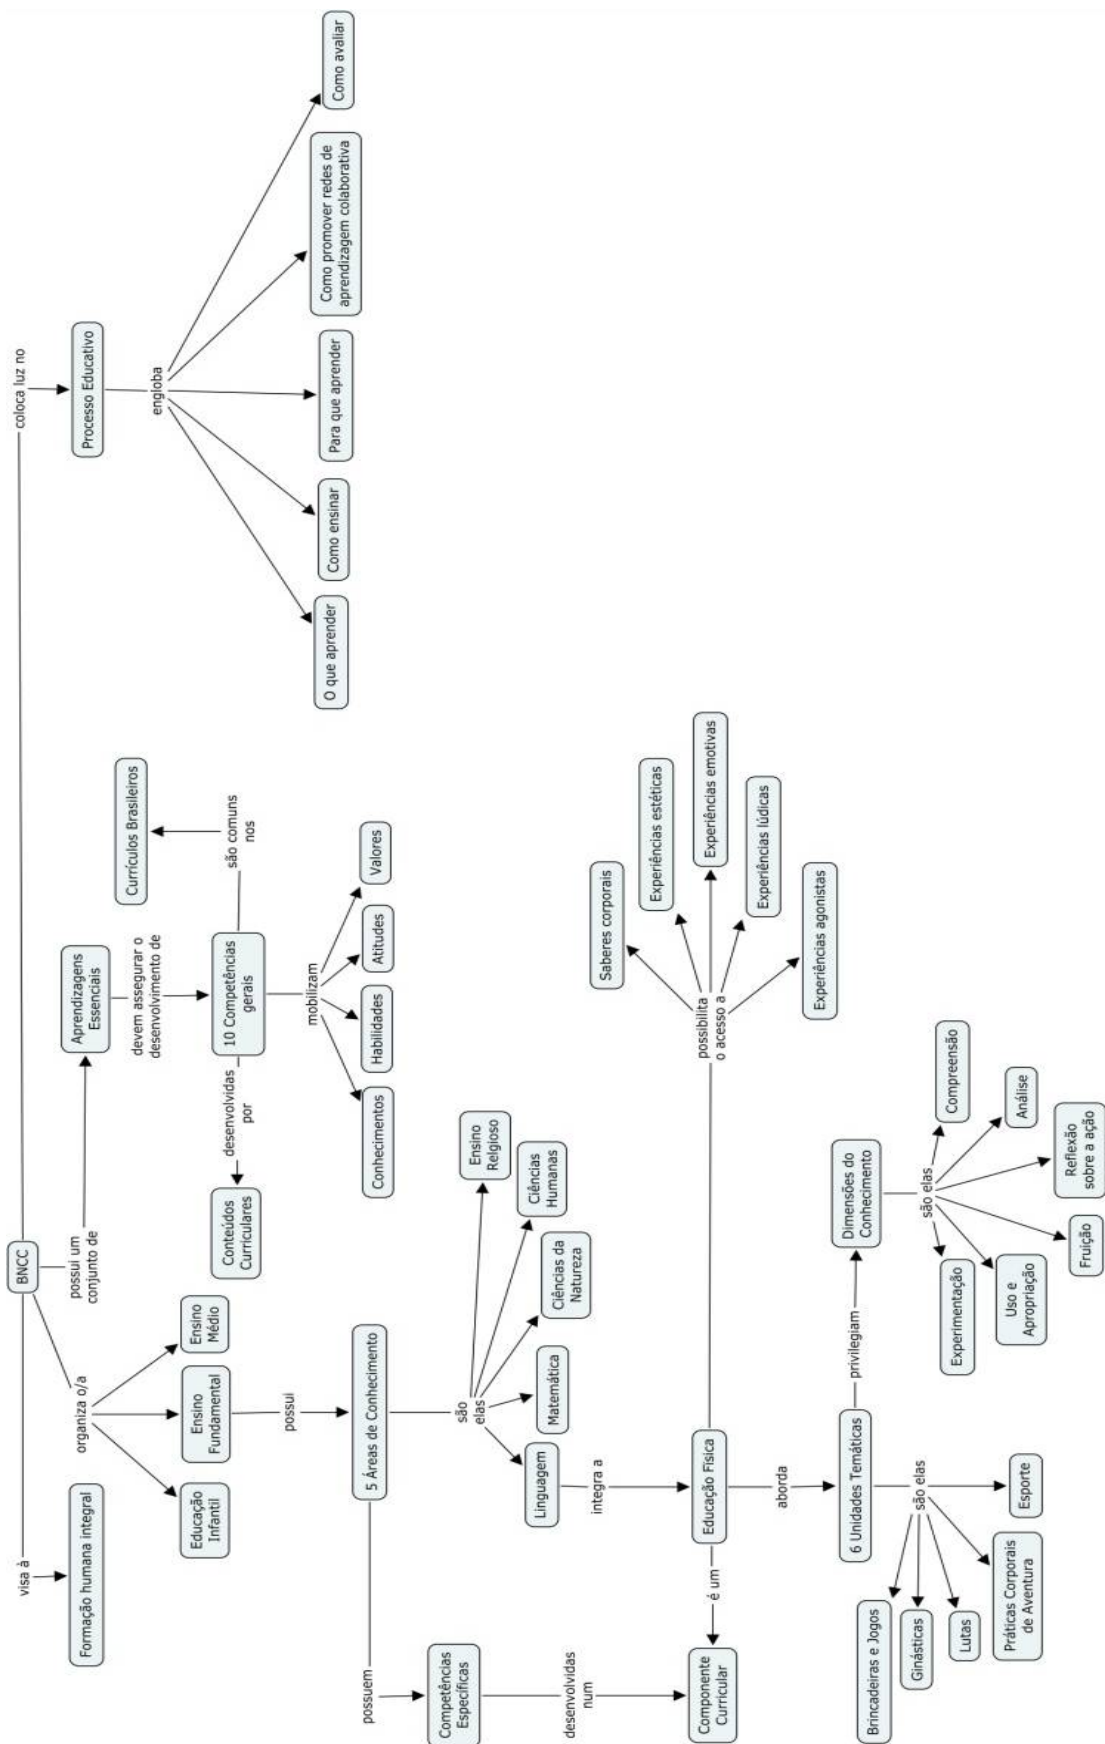 BNCC
visa à
Formação humana integral
organiza o/a
Educação
Infantil
Ensino
Fundamental
Ensino
Médio
possui
5 Áreas de Conhecimento
possuem
Competências
Específicas
desenvolvidas
num
Componente
Curricular
são
elas
Linguagem
Matemática
Ciências da
Natureza
Ciências
Humanas
Ensino
Relgioso
integra a
Educação Física
é um
aborda
6 Unidades Temáticas
são elas
Brincadeiras e Jogos
Ginásticas
Lutas
Práticas Corporais
de Aventura
Esporte
privilegiam
Dimensões do
Conhecimento
são elas
Experimentação
Uso e
Apropriação
Fruição
Reflexão
sobre a ação
Análise
Compreensão
possibilita
o acesso a
Saberes corporais
Experiências estéticas
Experiências emotivas
Experiências lúdicas
Experiências agonistas
possui um
conjunto de
Aprendizagens
Essenciais
devem assegurar o
desenvolvimento de
10 Competências
gerais
desenvolvidas
por
Conteúdos
Curriculares
mobilizam
Conhecimentos
Habilidades
Atitudes
Valores
são comuns
nos
Currículos Brasileiros
coloca luz no
Processo Educativo
engloba
O que aprender
Como ensinar
Para que aprender
Como promover redes de
aprendizagem colaborativa
Como avaliar